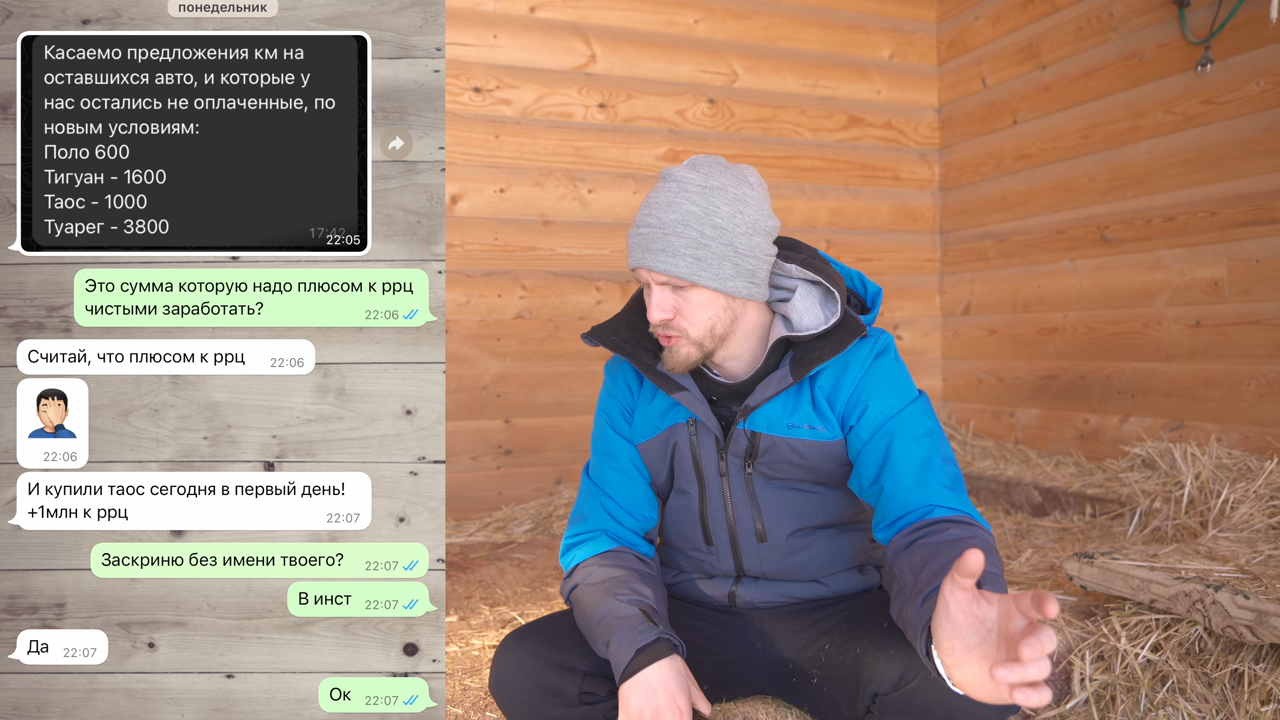 понедельник
Касаемо предложения км на
оставшихся авто, и которые у
нас остались не оплаченные, по
новым условиям:
Поло 600
Тигуан - 1600
Таос - 1000
Туарег - 3800
17:42
22:05
Это сумма которую надо плюсом к ррц
чистыми заработать?
22:06
Считай, что плюсом к ррц
22:06
22:06
И купили таос сегодня в первый день!
+1млн к ррц
22:07
Заскриню без имени твоего?
22:07
В инст
22:07
Да
22:07
Ок
22:07